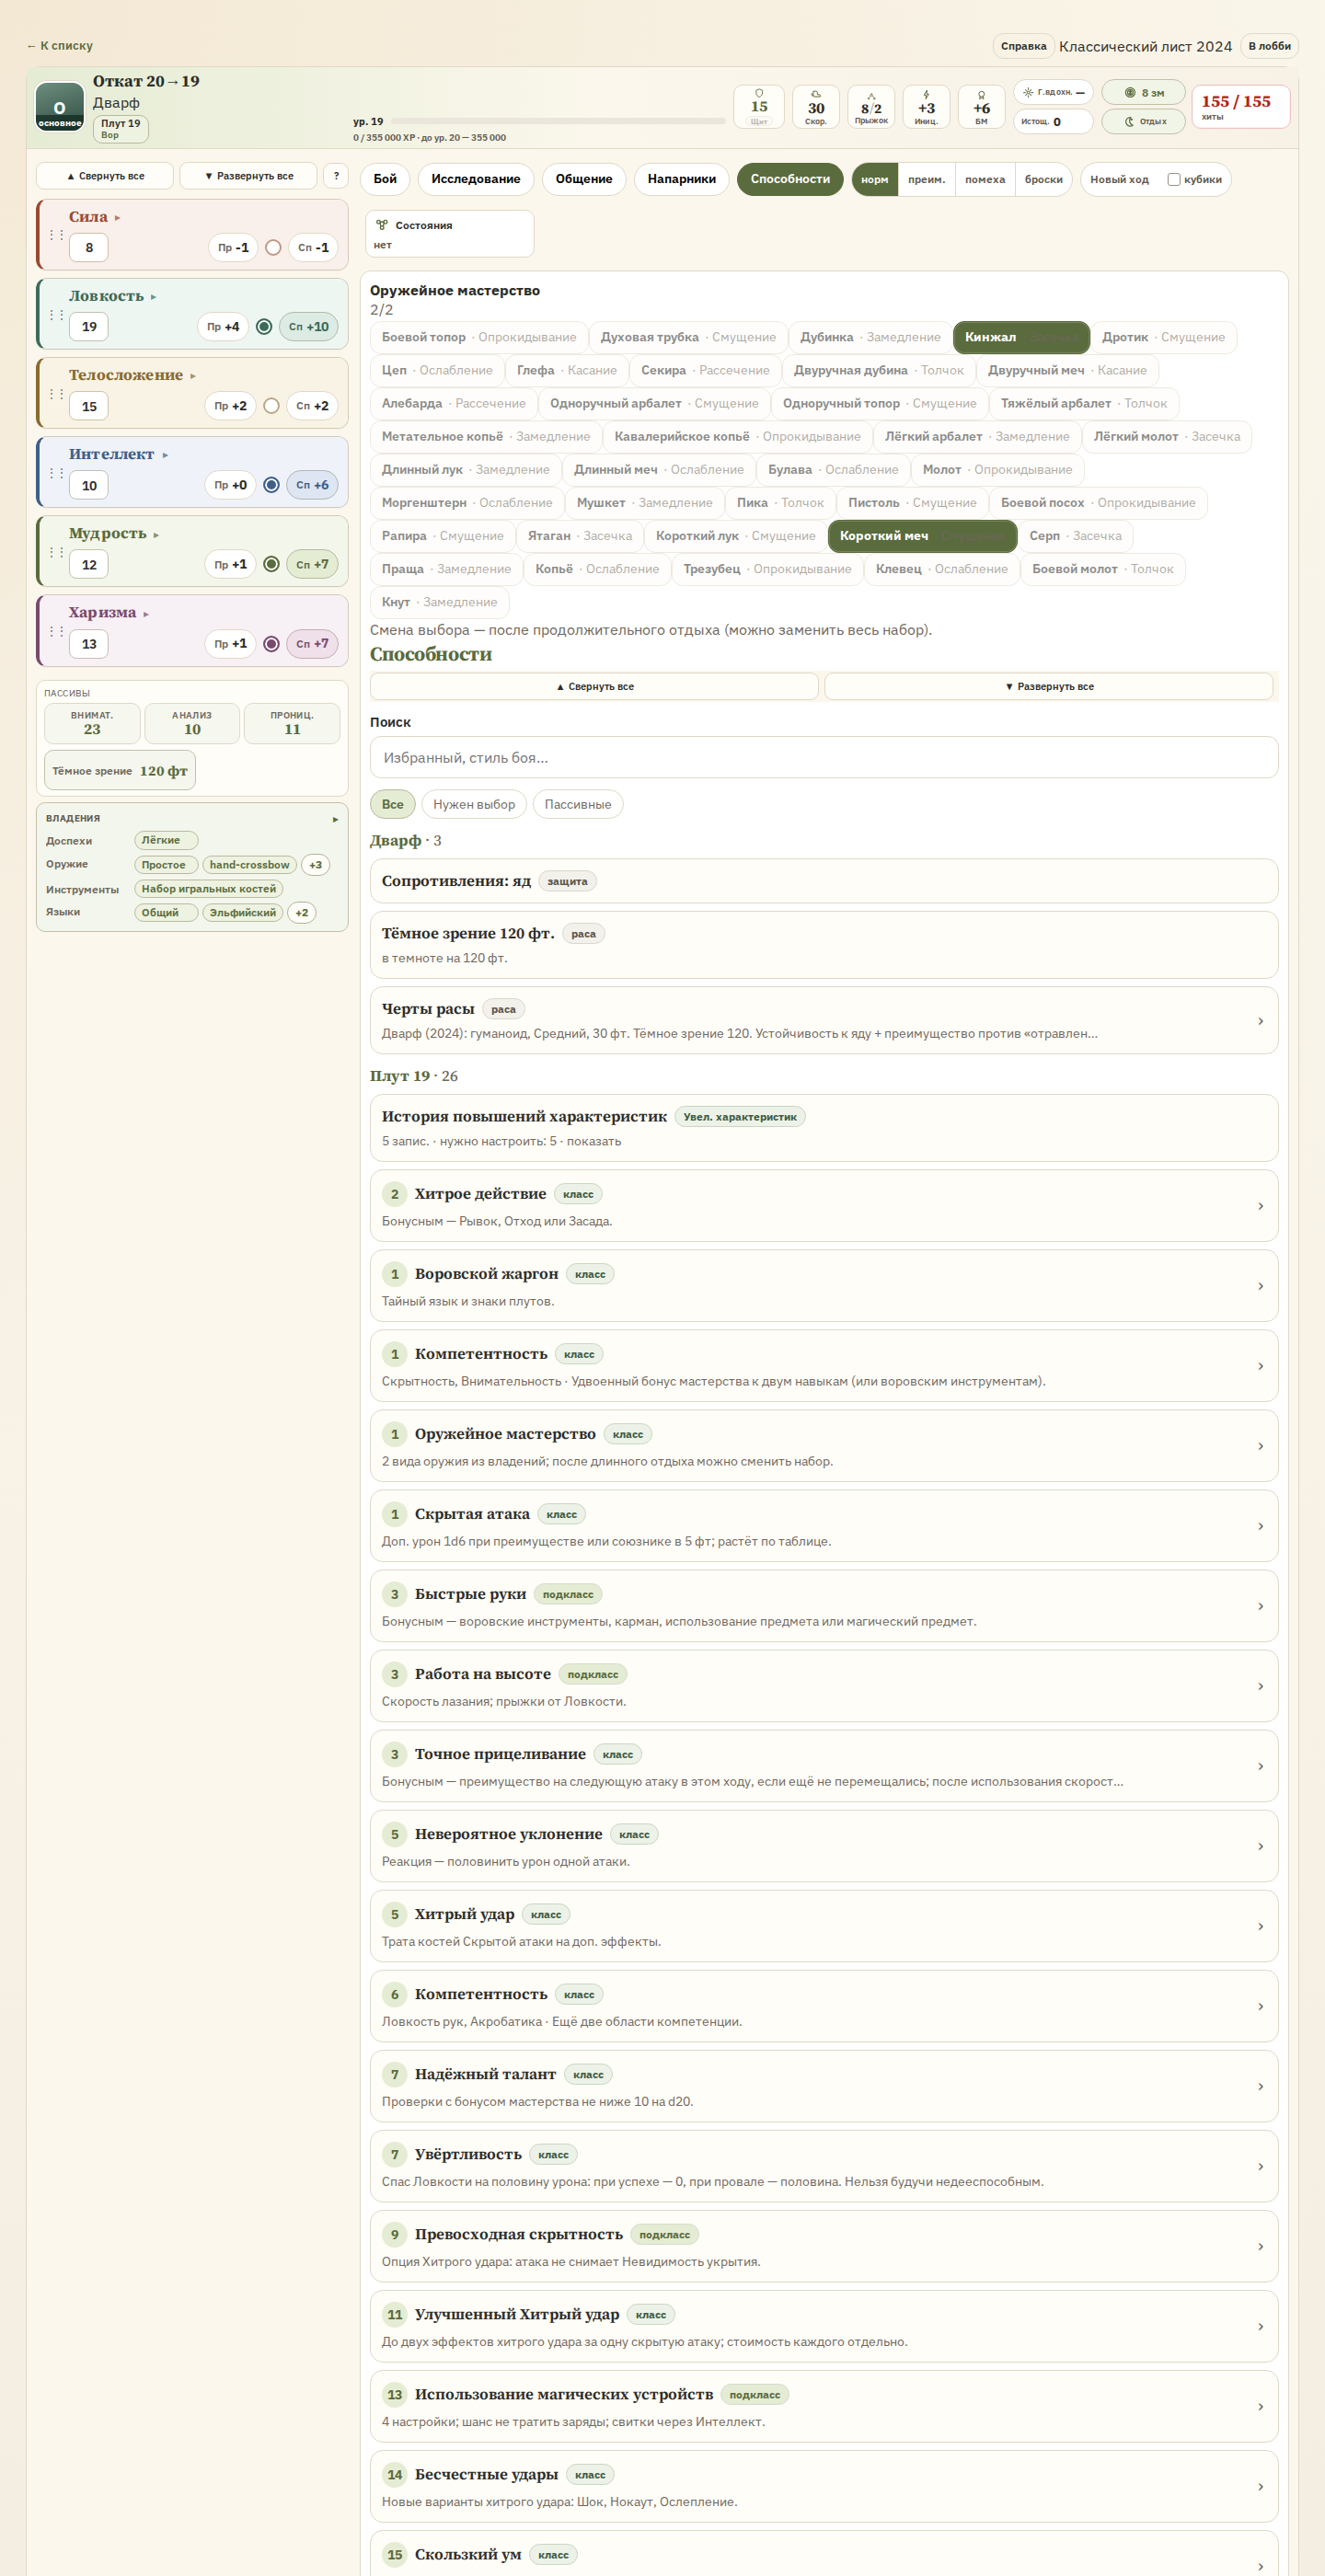 ← К списку
Справка Классический лист 2024 В лобби
О
основное
Откат 20→19
Дварф
Плут 19
Вор
ур. 19
0 / 355 000 XP · до ур. 20 — 355 000
15
Щит
30
Скор.
8/2
Прыжок
+3
Иниц.
+6
БМ
Г.вдохн. —
Истощ. 0
8 зм
Отдых
155 / 155
хиты
▲ Свернуть все ▼ Развернуть все ?
Бой Исследование Общение Напарники Способности норм преим. помеха броски Новый ход кубики
Состояния
нет
Сила ▸
8 Пр -1 Сп -1
Ловкость ▸
19 Пр +4 Сп +10
Телосложение ▸
15 Пр +2 Сп +2
Интеллект ▸
10 Пр +0 Сп +6
Мудрость ▸
12 Пр +1 Сп +7
Харизма ▸
13 Пр +1 Сп +7
ПАССИВЫ
ВНИМАТ. АНАЛИЗ ПРОНИЦ.
23 10 11
Тёмное зрение 120 фт
ВЛАДЕНИЯ ▸
Доспехи Лёгкие
Оружие Простое hand-crossbow +3
Инструменты Набор игральных костей
Языки Общий Эльфийский +2
Оружейное мастерство
2/2
Боевой топор · Опрокидывание Духовая трубка · Смущение Дубинка · Замедление Кинжал Дротик · Смущение
Цеп · Ослабление Глефа · Касание Секира · Рассечение Двуручная дубина · Толчок Двуручный меч · Касание
Алебарда · Рассечение Одноручный арбалет · Смущение Одноручный топор · Смущение Тяжёлый арбалет · Толчок
Метательное копьё · Замедление Кавалерийское копьё · Опрокидывание Лёгкий арбалет · Замедление Лёгкий молот · Засечка
Длинный лук · Замедление Длинный меч · Ослабление Булава · Ослабление Молот · Опрокидывание
Моргенштерн · Ослабление Мушкет · Замедление Пика · Толчок Пистоль · Смущение Боевой посох · Опрокидывание
Рапира · Смущение Ятаган · Засечка Короткий лук · Смущение Короткий меч Серп · Засечка
Праща · Замедление Копьё · Ослабление Трезубец · Опрокидывание Клевец · Ослабление Боевой молот · Толчок
Кнут · Замедление
Смена выбора — после продолжительного отдыха (можно заменить весь набор).
Способности
▲ Свернуть все ▼ Развернуть все
Поиск
Избранный, стиль боя…
Все Нужен выбор Пассивные
Дварф · 3
Сопротивления: яд защита
Тёмное зрение 120 фт. раса
в темноте на 120 фт.
Черты расы раса
Дварф (2024): гуманоид, Средний, 30 фт. Тёмное зрение 120. Устойчивость к яду + преимущество против «отравлен…
Плут 19 · 26
История повышений характеристик Увел. характеристик
5 запис. · нужно настроить: 5 · показать
2 Хитрое действие класс
Бонусным — Рывок, Отход или Засада.
1 Воровской жаргон класс
Тайный язык и знаки плутов.
1 Компетентность класс
Скрытность, Внимательность · Удвоенный бонус мастерства к двум навыкам (или воровским инструментам).
1 Оружейное мастерство класс
2 вида оружия из владений; после длинного отдыха можно сменить набор.
1 Скрытая атака класс
Доп. урон 1d6 при преимуществе или союзнике в 5 фт; растёт по таблице.
3 Быстрые руки подкласс
Бонусным — воровские инструменты, карман, использование предмета или магический предмет.
3 Работа на высоте подкласс
Скорость лазания; прыжки от Ловкости.
3 Точное прицеливание класс
Бонусным — преимущество на следующую атаку в этом ходу, если ещё не перемещались; после использования скорост…
5 Невероятное уклонение класс
Реакция — половинить урон одной атаки.
5 Хитрый удар класс
Трата костей Скрытой атаки на доп. эффекты.
6 Компетентность класс
Ловкость рук, Акробатика · Ещё две области компетенции.
7 Надёжный талант класс
Проверки с бонусом мастерства не ниже 10 на d20.
7 Увёртливость класс
Спас Ловкости на половину урона: при успехе — 0, при провале — половина. Нельзя будучи недееспособным.
9 Превосходная скрытность подкласс
Опция Хитрого удара: атака не снимает Невидимость укрытия.
11 Улучшенный Хитрый удар класс
До двух эффектов хитрого удара за одну скрытую атаку; стоимость каждого отдельно.
13 Использование магических устройств подкласс
4 настройки; шанс не тратить заряды; свитки через Интеллект.
14 Бесчестные удары класс
Новые варианты хитрого удара: Шок, Нокаут, Ослепление.
15 Скользкий ум класс